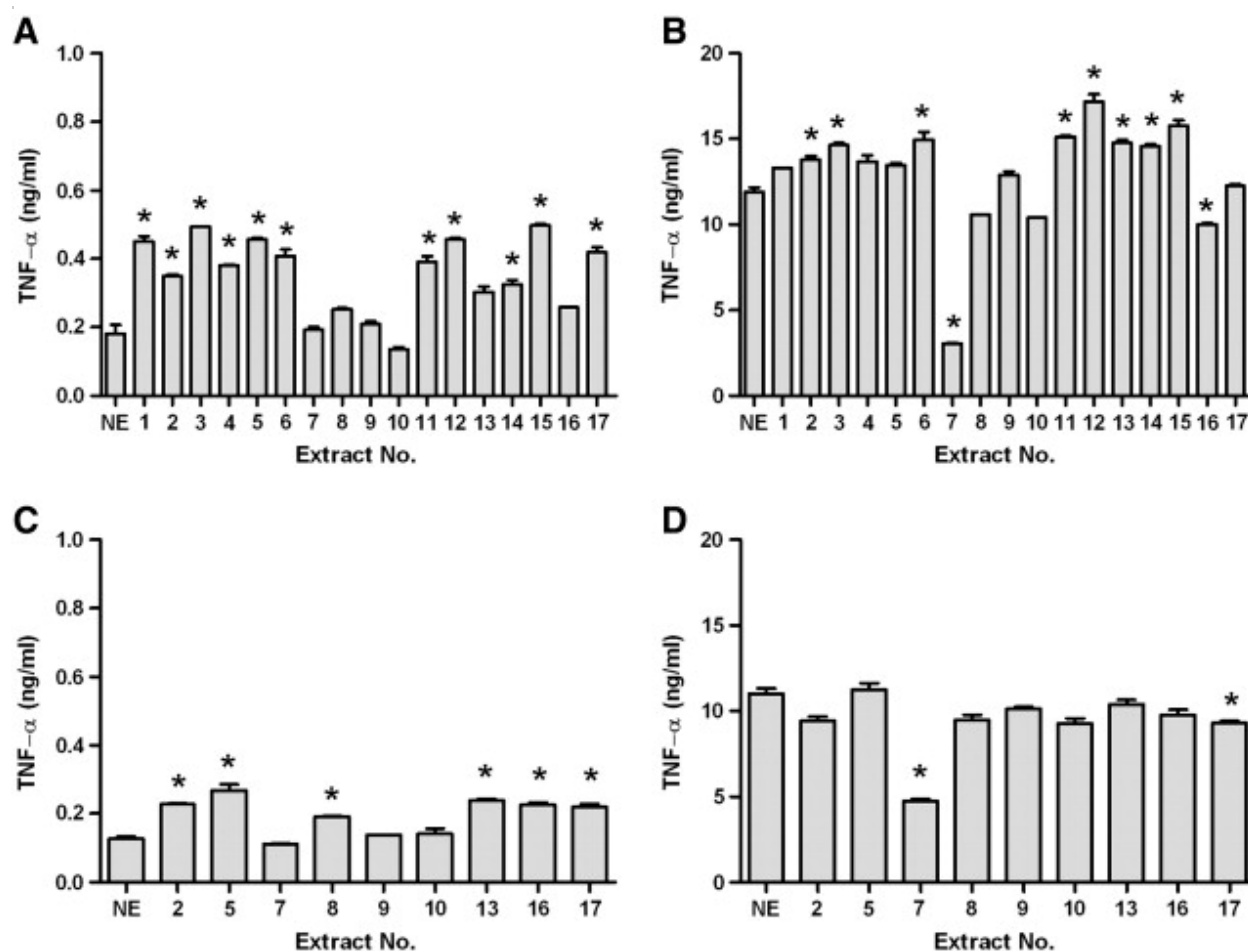 A
TNF-α (ng/ml)
1.0
0.8
0.6
0.4
0.2
0.0
* * * * * * * * * * *
NE 1 2 3 4 5 6 7 8 9 10 11 12 13 14 15 16 17
Extract No.
B
TNF-α (ng/ml)
20
15
10
5
0
* * * * * * * * * *
NE 1 2 3 4 5 6 7 8 9 10 11 12 13 14 15 16 17
Extract No.
C
TNF-α (ng/ml)
1.0
0.8
0.6
0.4
0.2
0.0
* * * * * *
NE 2 5 7 8 9 10 13 16 17
Extract No.
D
TNF-α (ng/ml)
20
15
10
5
0
* *
NE 2 5 7 8 9 10 13 16 17
Extract No.